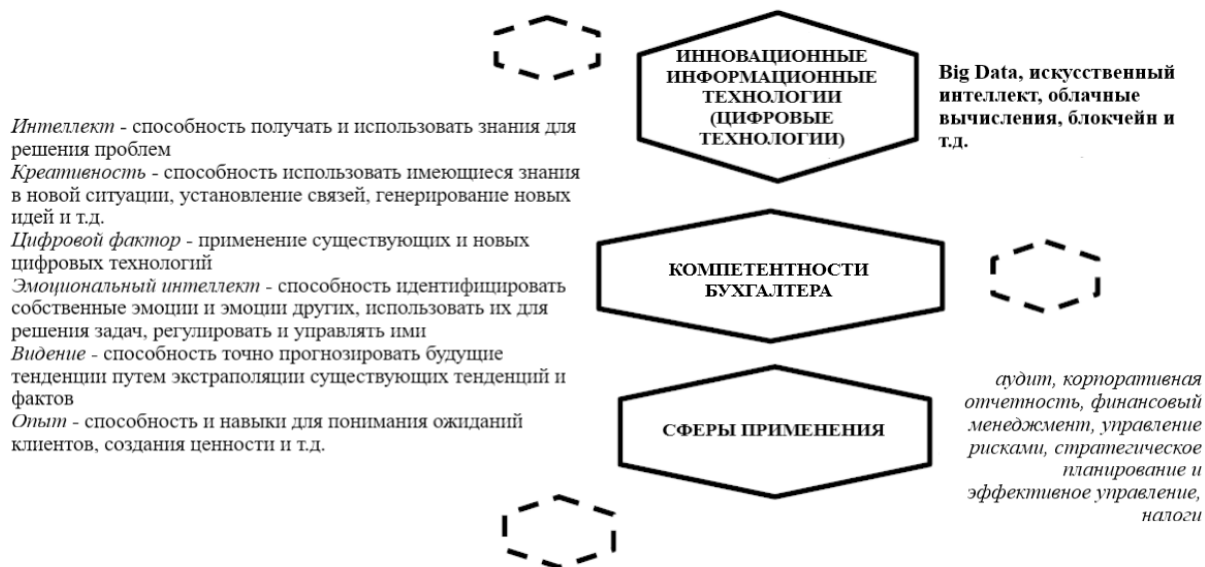 ИННОВАЦИОННЫЕ
ИНФОРМАЦИОННЫЕ
ТЕХНОЛОГИИ
(ЦИФРОВЫЕ
ТЕХНОЛОГИИ)
Big Data, искусственный
интеллект, облачные
вычисления, блокчейн и
т.д.
Интеллект - способность получать и использовать знания для
решения проблем
Креативность - способность использовать имеющиеся знания
в новой ситуации, установление связей, генерирование новых
идей и т.д.
Цифровой фактор - применение существующих и новых
цифровых технологий
Эмоциональный интеллект - способность идентифицировать
собственные эмоции и эмоции других, использовать их для
решения задач, регулировать и управлять ими
Видение - способность точно прогнозировать будущие
тенденции путем экстраполяции существующих тенденций и
фактов
Опыт - способность и навыки для понимания ожиданий
клиентов, создания ценности и т.д.
КОМПЕТЕНТНОСТИ
БУХГАЛТЕРА
СФЕРЫ ПРИМЕНЕНИЯ
аудит, корпоративная
отчетность, финансовый
менеджмент, управление
рисками, стратегическое
планирование и
эффективное управление,
налоги